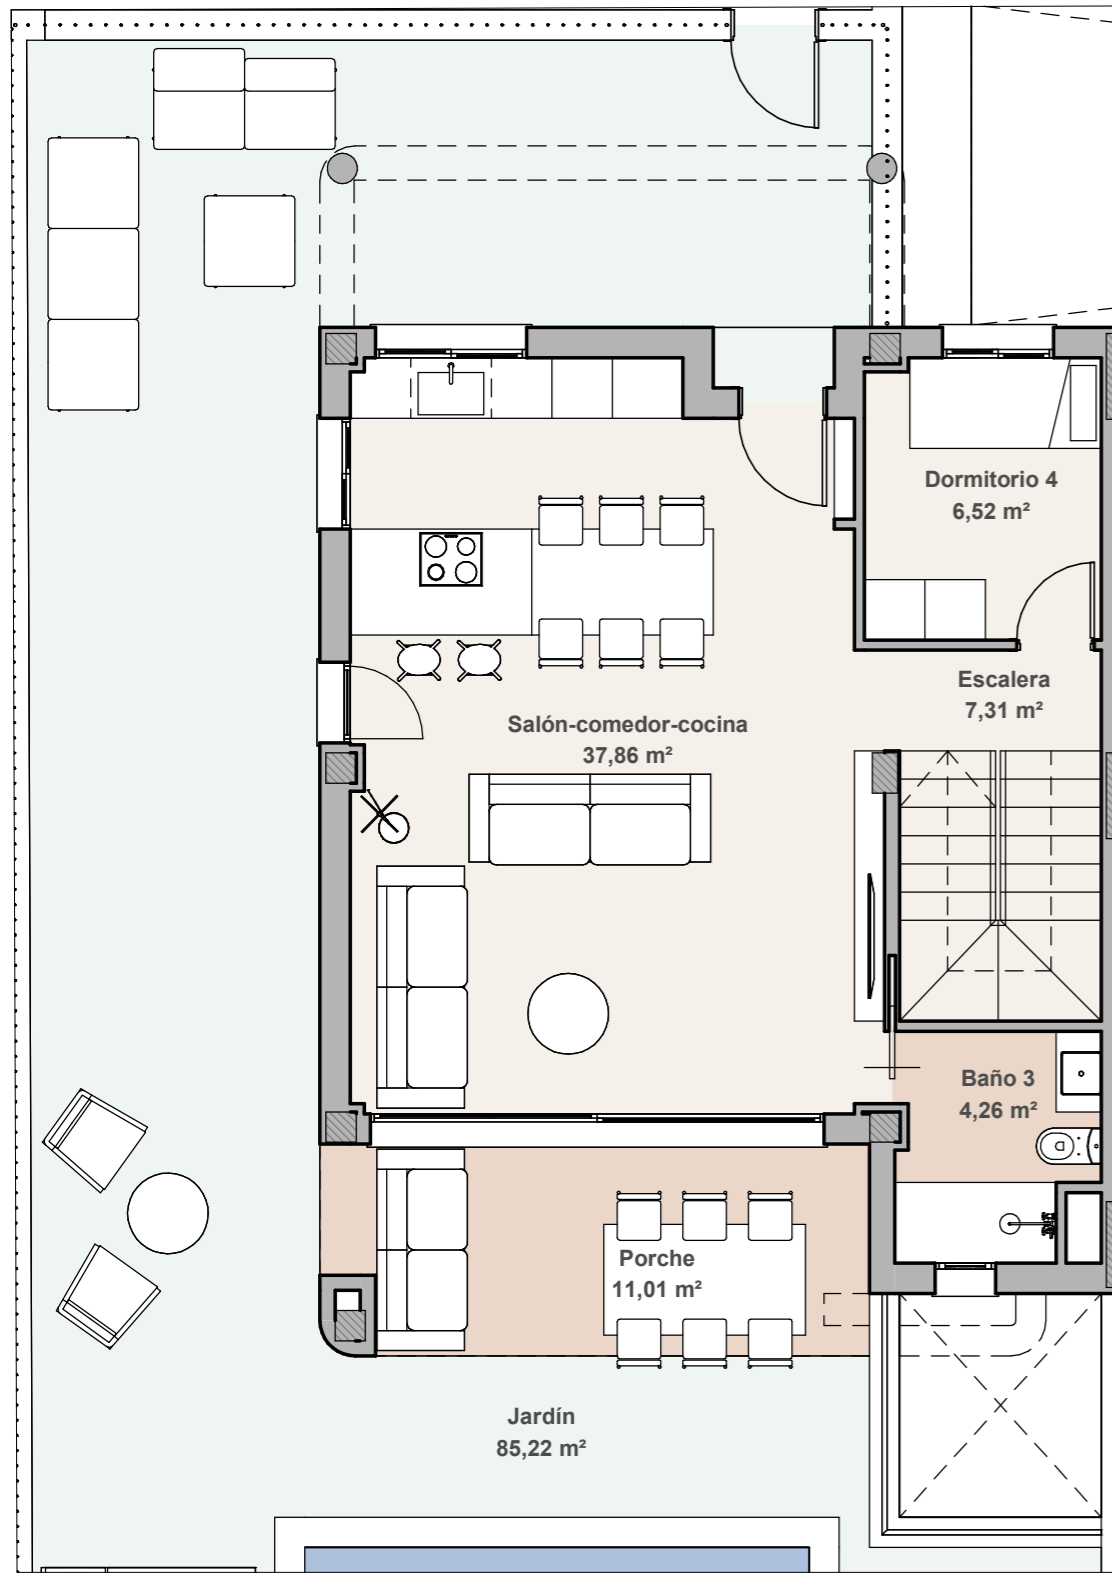 Dormitorio 4
6,52 m²
Escalera
7,31 m²
Salón-comedor-cocina
37,86 m²
Baño 3
4,26 m²
Porche
11,01 m²
Jardín
85,22 m²